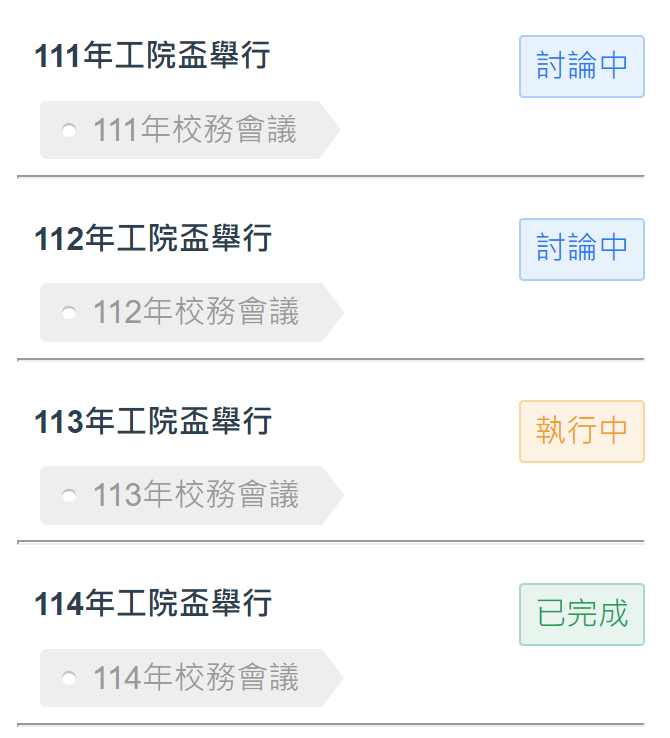 111年工院盃舉行
討論中
111年校務會議
112年工院盃舉行
討論中
112年校務會議
113年工院盃舉行
執行中
113年校務會議
114年工院盃舉行
已完成
114年校務會議